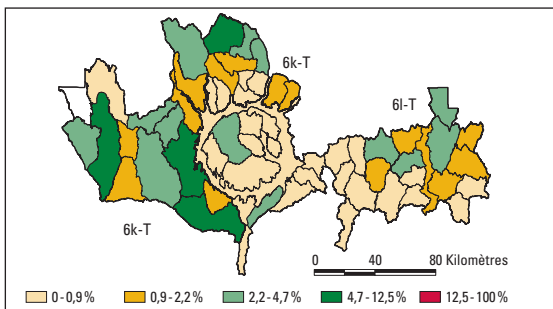 6k-T
6l-T
6k-T
0 40 80 Kilomètres
0-0,9 % 0,9-2,2 % 2,2-4,7 % 4,7-12,5 % 12,5-100 %